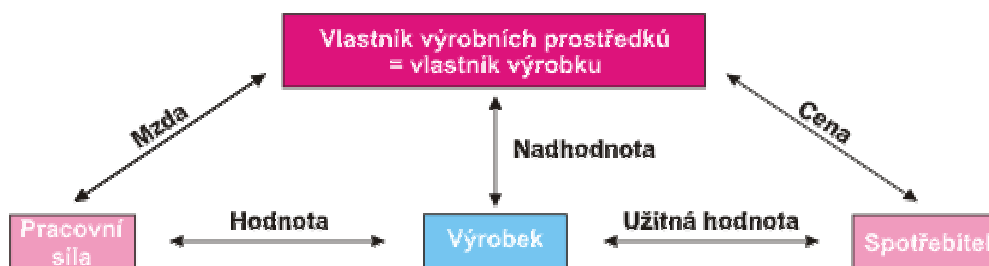 Vlastník výrobních prostředků
= vlastník výrobku
Mzda
Cena
Nadhodnota
Pracovní
síla
Hodnota
Výrobek
Užitná hodnota
Spotřebitel